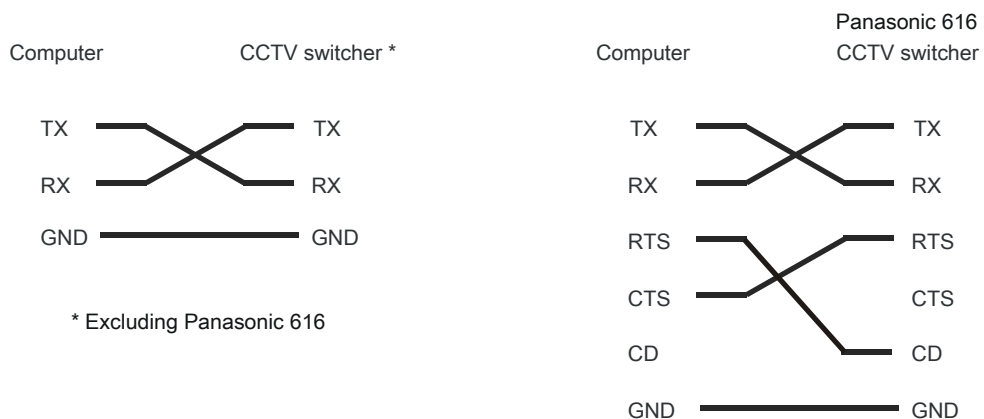 Computer CCTV switcher *
TX TX
RX RX
GND GND
* Excluding Panasonic 616
Panasonic 616
Computer CCTV switcher
TX TX
RX RX
RTS RTS
CTS CTS
CD CD
GND GND